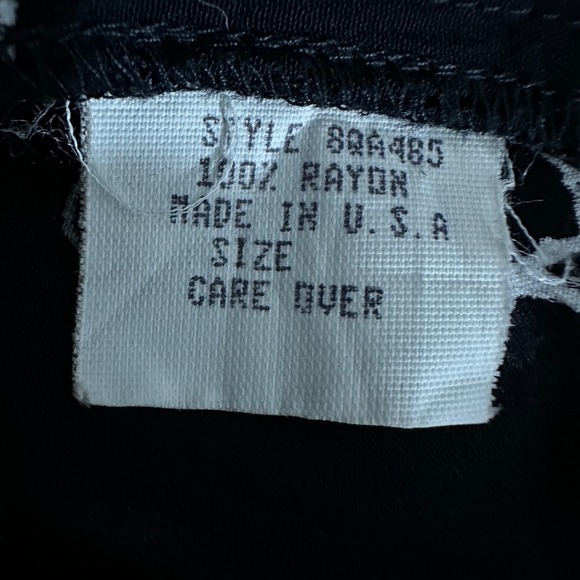 STYLE 8QA485
100% RAYON
MADE IN U.S.A
SIZE
CARE OVER